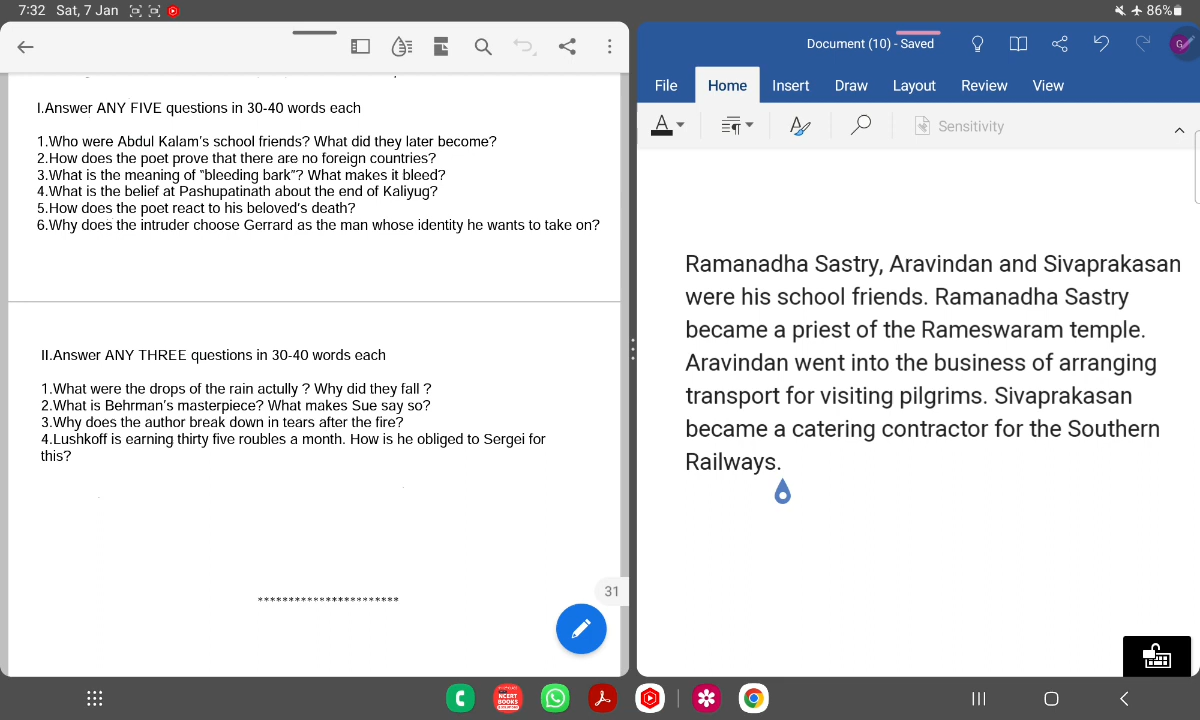 7:32 Sat, 7 Jan
86%
Document (10) - Saved
G
File Home Insert Draw Layout Review View
A
Sensitivity
I.Answer ANY FIVE questions in 30-40 words each
1.Who were Abdul Kalam's school friends? What did they later become?
2.How does the poet prove that there are no foreign countries?
3.What is the meaning of "bleeding bark"? What makes it bleed?
4.What is the belief at Pashupatinath about the end of Kaliyug?
5.How does the poet react to his beloved's death?
6.Why does the intruder choose Gerrard as the man whose identity he wants to take on?
II.Answer ANY THREE questions in 30-40 words each
1.What were the drops of the rain actully ? Why did they fall ?
2.What is Behrman's masterpiece? What makes Sue say so?
3.Why does the author break down in tears after the fire?
4.Lushkoff is earning thirty five roubles a month. How is he obliged to Sergei for
this?
31
***********************
Ramanadha Sastry, Aravindan and Sivaprakasan
were his school friends. Ramanadha Sastry
became a priest of the Rameswaram temple.
Aravindan went into the business of arranging
transport for visiting pilgrims. Sivaprakasan
became a catering contractor for the Southern
Railways.
NCERT
BOOKS